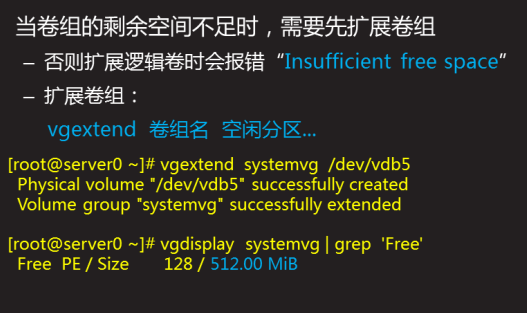 当卷组的剩余空间不足时，需要先扩展卷组
– 否则扩展逻辑卷时会报错“Insufficient free space”
– 扩展卷组：
vgextend 卷组名 空闲分区...
[root@server0 ~]# vgextend systemvg /dev/vdb5
Physical volume "/dev/vdb5" successfully created
Volume group "systemvg" successfully extended
[root@server0 ~]# vgdisplay systemvg | grep 'Free'
Free PE / Size 128 / 512.00 MiB